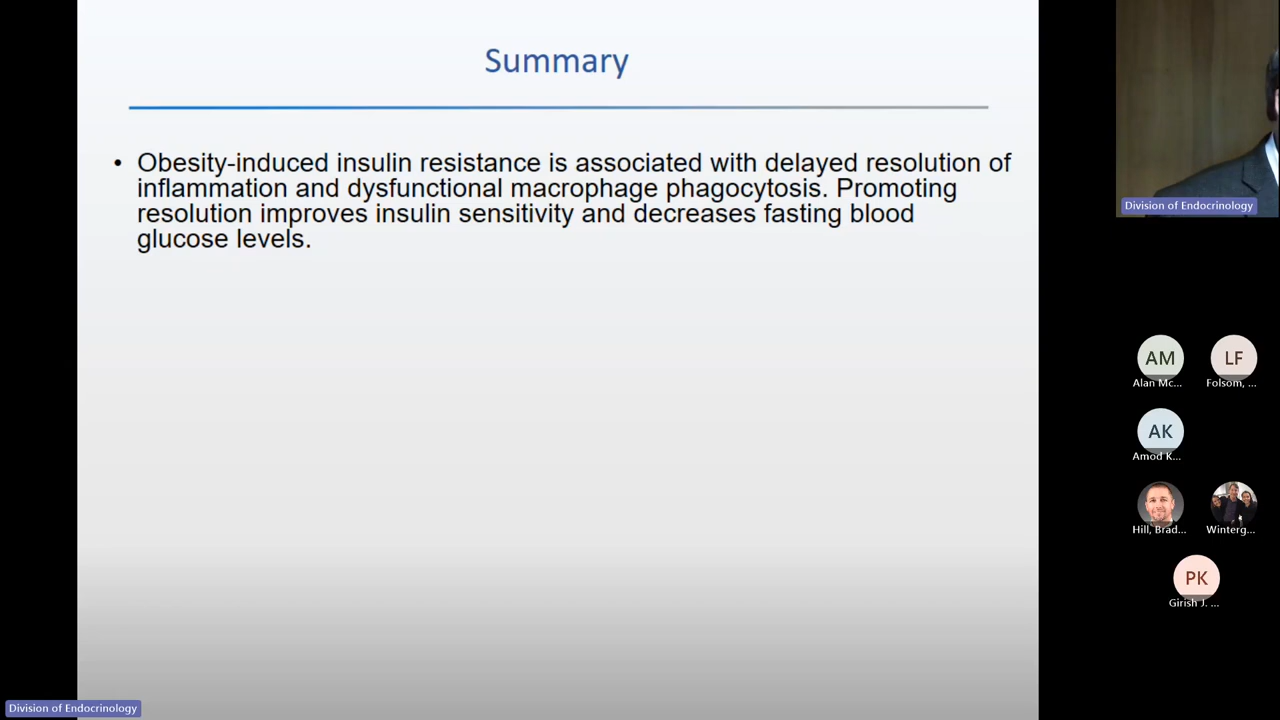 Summary
• Obesity-induced insulin resistance is associated with delayed resolution of
inflammation and dysfunctional macrophage phagocytosis. Promoting
resolution improves insulin sensitivity and decreases fasting blood
glucose levels.
Division of Endocrinology
AM
LF
Alan Mc...
Folsom, ...
AK
Amod K...
Hill, Brad...
Winterg...
PK
Girish J. ...
Division of Endocrinology